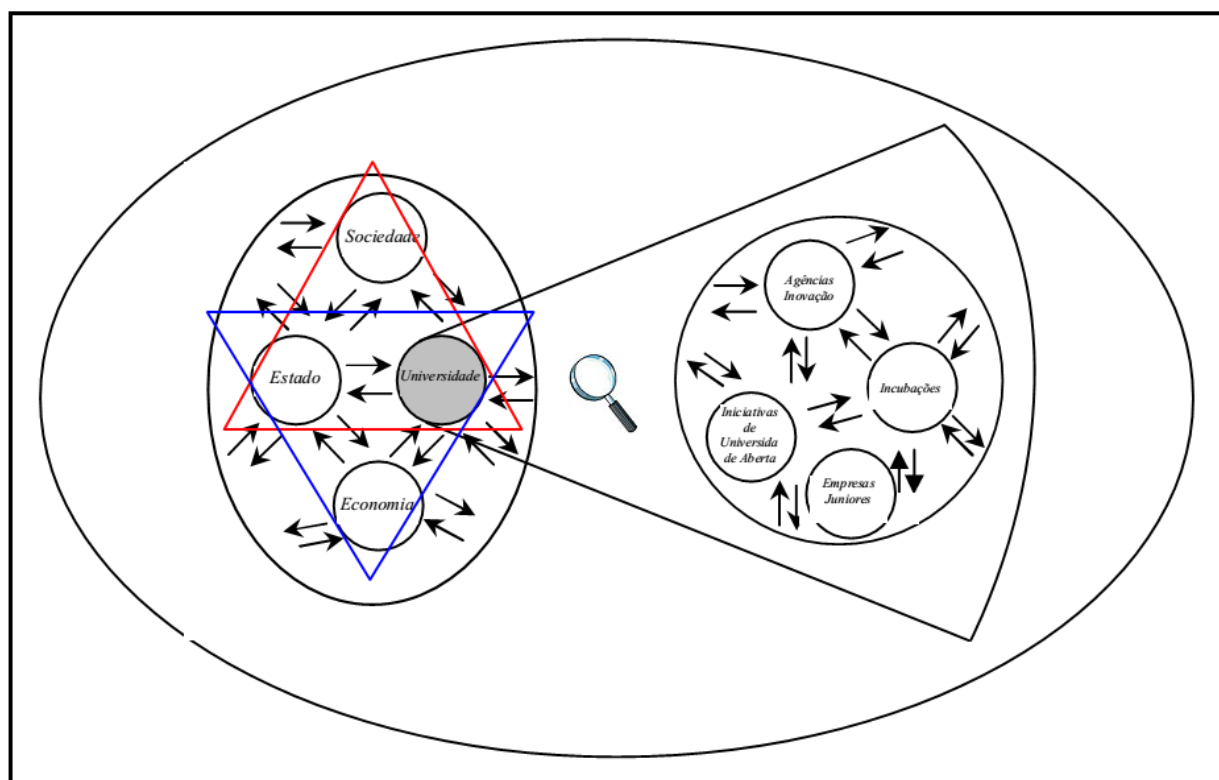 Sociedade
Estado
Universidade
Economia
Agências
Inovação
Incubações
Iniciativas
de
Universida
de Aberta
Empresas
Juniores